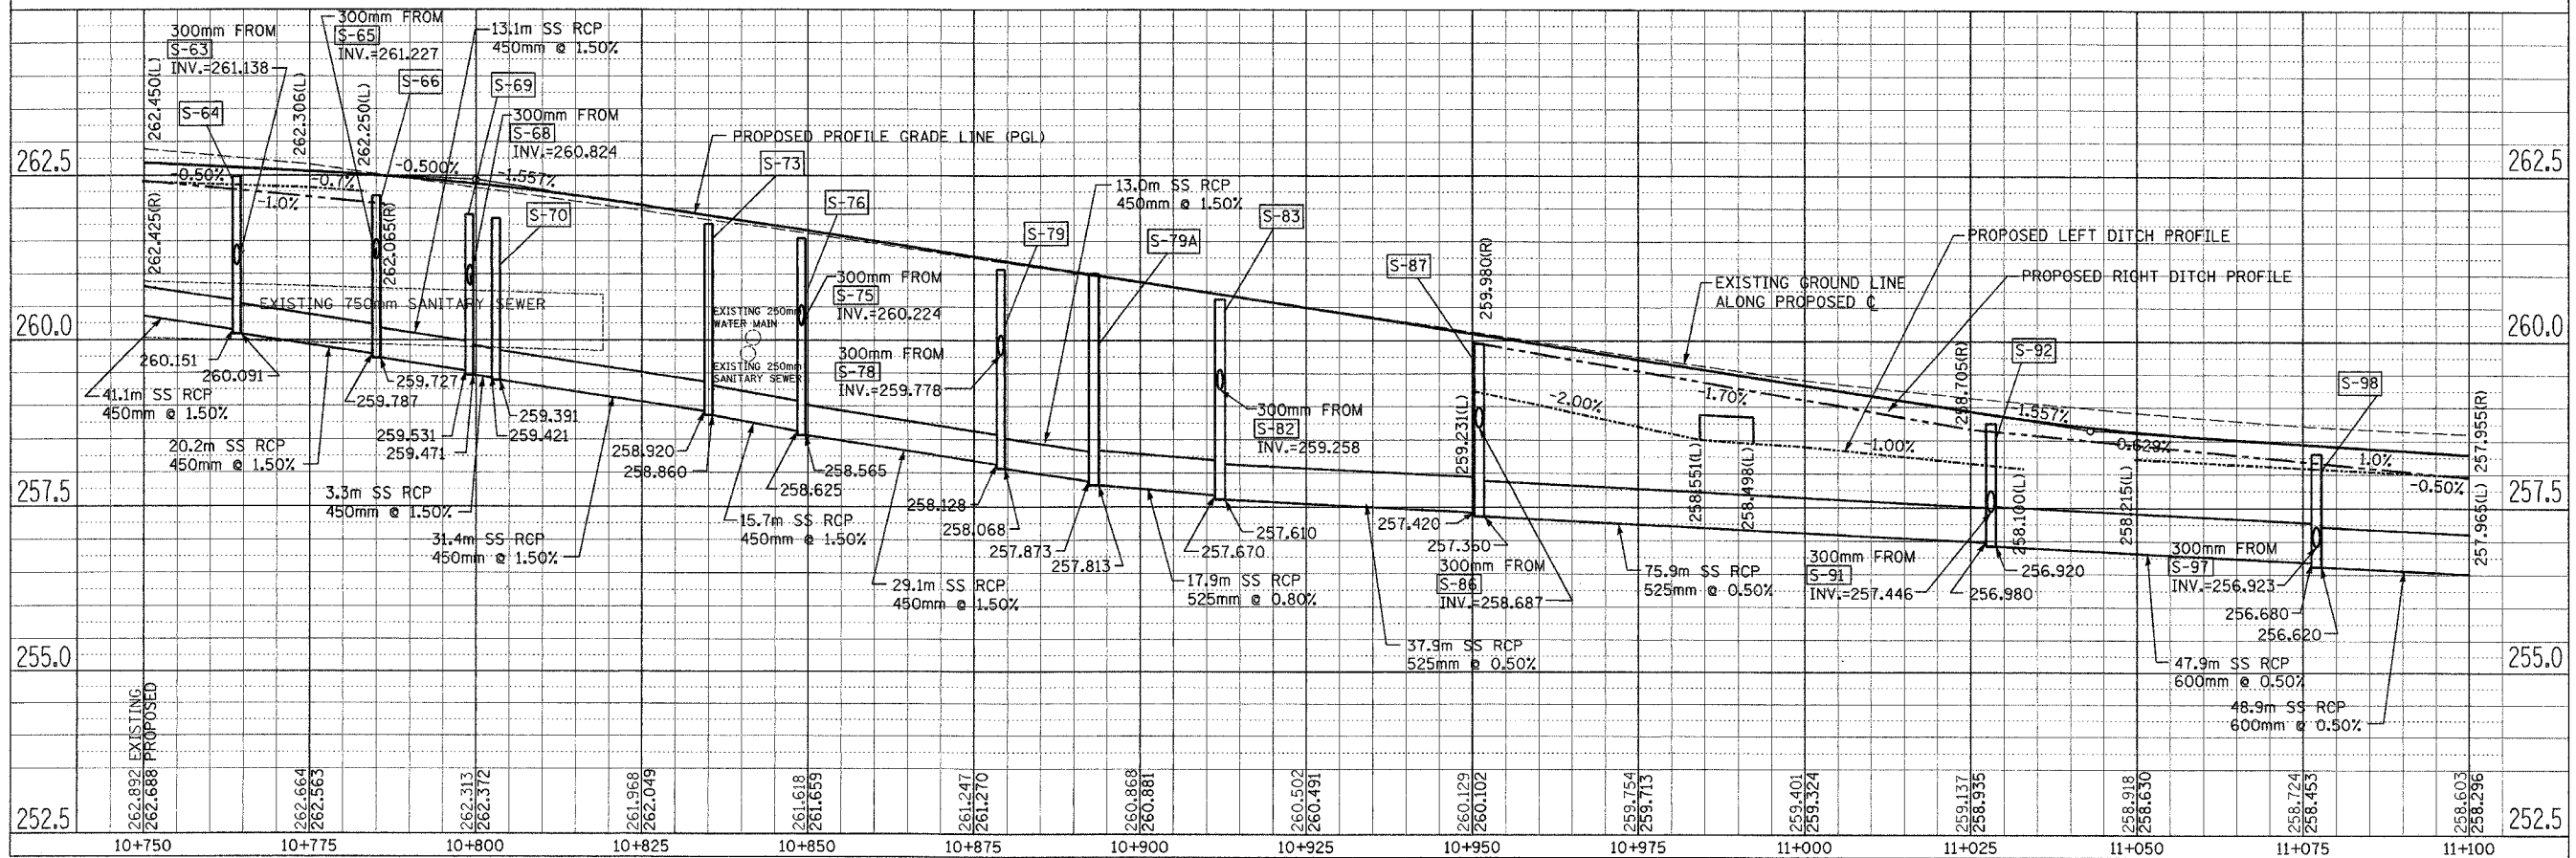 300mm FROM
S-63
INV.=261.138
300mm FROM
S-65
INV.=261.227
13.1m SS RCP
450mm @ 1.50%
S-64
S-66
S-69
300mm FROM
S-68
INV.=260.824
262.450(L)
262.306(L)
262.250(L)
PROPOSED PROFILE GRADE LINE (PGL)
262.5
262.5
-0.50%
-0.7%
-1.0%
-0.500%
-1.557%
262.425(R)
262.065(R)
S-70
S-73
S-76
S-79
13.0m SS RCP
450mm @ 1.50%
S-79A
S-83
S-87
259.980(R)
PROPOSED LEFT DITCH PROFILE
PROPOSED RIGHT DITCH PROFILE
EXISTING GROUND LINE
ALONG PROPOSED ℄
EXISTING 750mm SANITARY SEWER
EXISTING 250mm
WATER MAIN
EXISTING 250mm
SANITARY SEWER
300mm FROM
S-75
INV.=260.224
300mm FROM
S-78
INV.=259.778
300mm FROM
S-82
INV.=259.258
260.0
260.0
260.151
260.091
41.1m SS RCP
450mm @ 1.50%
259.787
259.727
20.2m SS RCP
450mm @ 1.50%
259.531
259.471
259.391
259.421
3.3m SS RCP
450mm @ 1.50%
31.4m SS RCP
450mm @ 1.50%
258.920
258.860
258.625
258.565
15.7m SS RCP
450mm @ 1.50%
29.1m SS RCP
450mm @ 1.50%
258.128
258.068
257.873
257.813
17.9m SS RCP
525mm @ 0.80%
257.670
257.610
37.9m SS RCP
525mm @ 0.50%
257.420
257.360
259.231(L)
300mm FROM
S-86
INV.=258.687
75.9m SS RCP
525mm @ 0.50%
-2.00%
1.70%
-1.00%
-1.557%
0.629%
1.0%
-0.50%
258.551(L)
258.498(L)
258.705(R)
S-92
258.100(L)
258.215(L)
S-98
257.955(R)
257.965(L)
257.5
257.5
300mm FROM
S-91
INV.=257.446
256.980
256.920
300mm FROM
S-97
INV.=256.923
256.680
256.620
47.9m SS RCP
600mm @ 0.50%
48.9m SS RCP
600mm @ 0.50%
255.0
255.0
EXISTING
PROPOSED
262.892
262.688
262.664
262.563
262.313
262.372
261.968
262.049
261.618
261.659
261.247
261.270
260.868
260.881
260.502
260.491
260.129
260.102
259.754
259.713
259.401
259.324
259.137
258.935
258.918
258.630
258.724
258.453
258.603
258.296
252.5
252.5
10+750
10+775
10+800
10+825
10+850
10+875
10+900
10+925
10+950
10+975
11+000
11+025
11+050
11+075
11+100